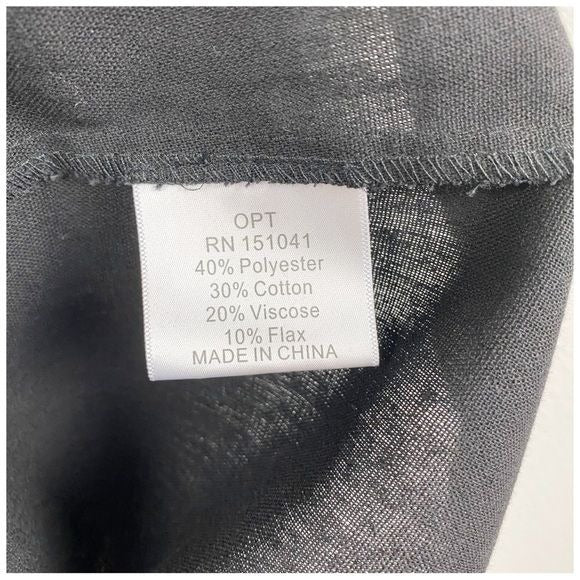 OPT
RN 151041
40% Polyester
30% Cotton
20% Viscose
10% Flax
MADE IN CHINA